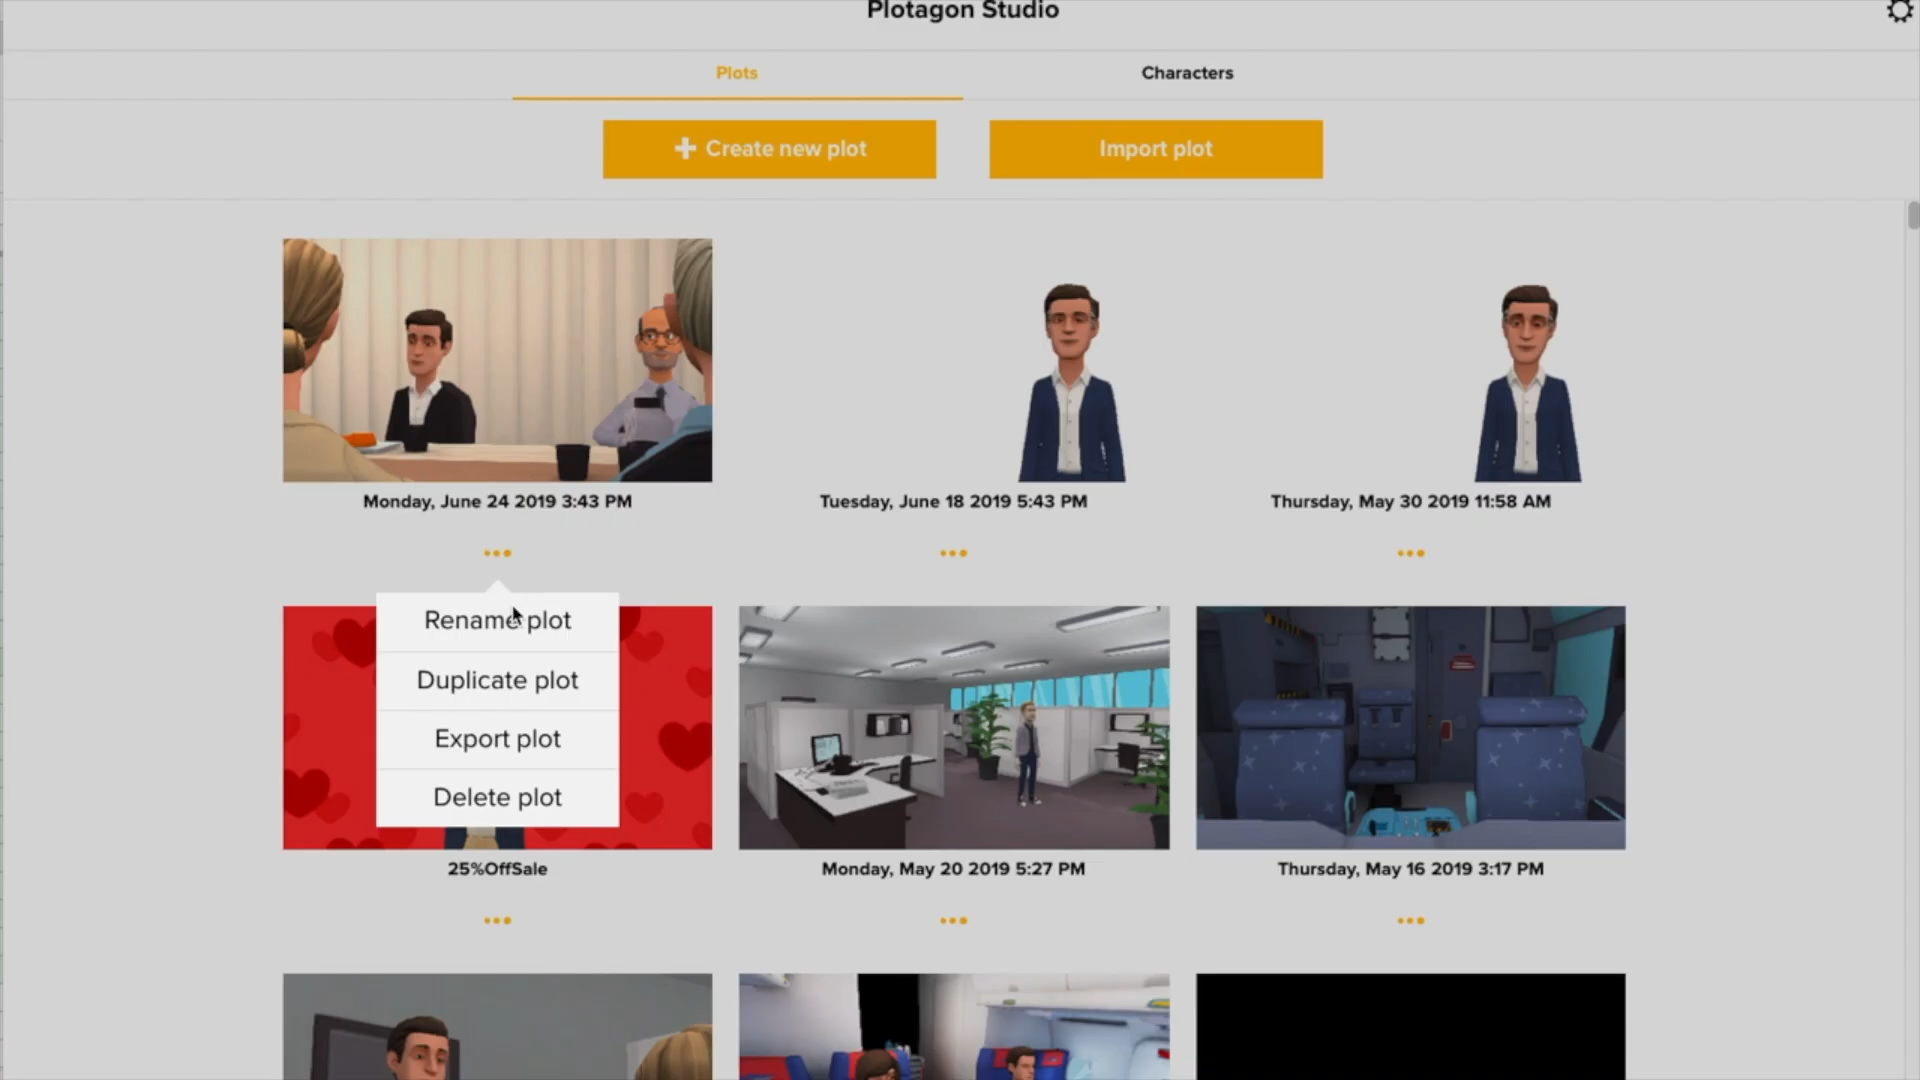 Plotagon Studio
Plots
Characters
Create new plot
Import plot
Monday, June 24 2019 3:43 PM
Tuesday, June 18 2019 5:43 PM
Thursday, May 30 2019 11:58 AM
Rename plot
Duplicate plot
Export plot
Delete plot
25%OffSale
Monday, May 20 2019 5:27 PM
Thursday, May 16 2019 3:17 PM